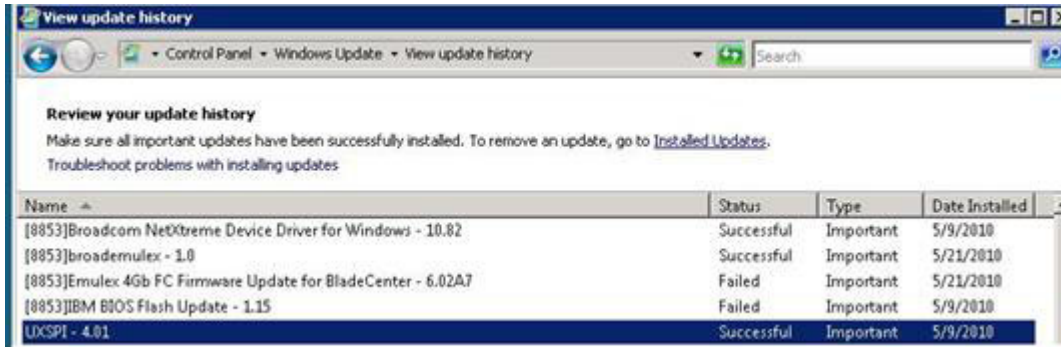 View update history
Control Panel ▾ Windows Update ▾ View update history Search
Review your update history
Make sure all important updates have been successfully installed. To remove an update, go to Installed Updates.
Troubleshoot problems with installing updates
Name Status Type Date Installed
[8853]Broadcom NetXtreme Device Driver for Windows - 10.82 Successful Important 5/9/2010
[8853]broademulex - 1.0 Successful Important 5/21/2010
[8853]Emulex 4Gb FC Firmware Update for BladeCenter - 6.02A7 Failed Important 5/21/2010
[8853]IBM BIOS Flash Update - 1.15 Failed Important 5/9/2010
UXSPI - 4.01 Successful Important 5/9/2010